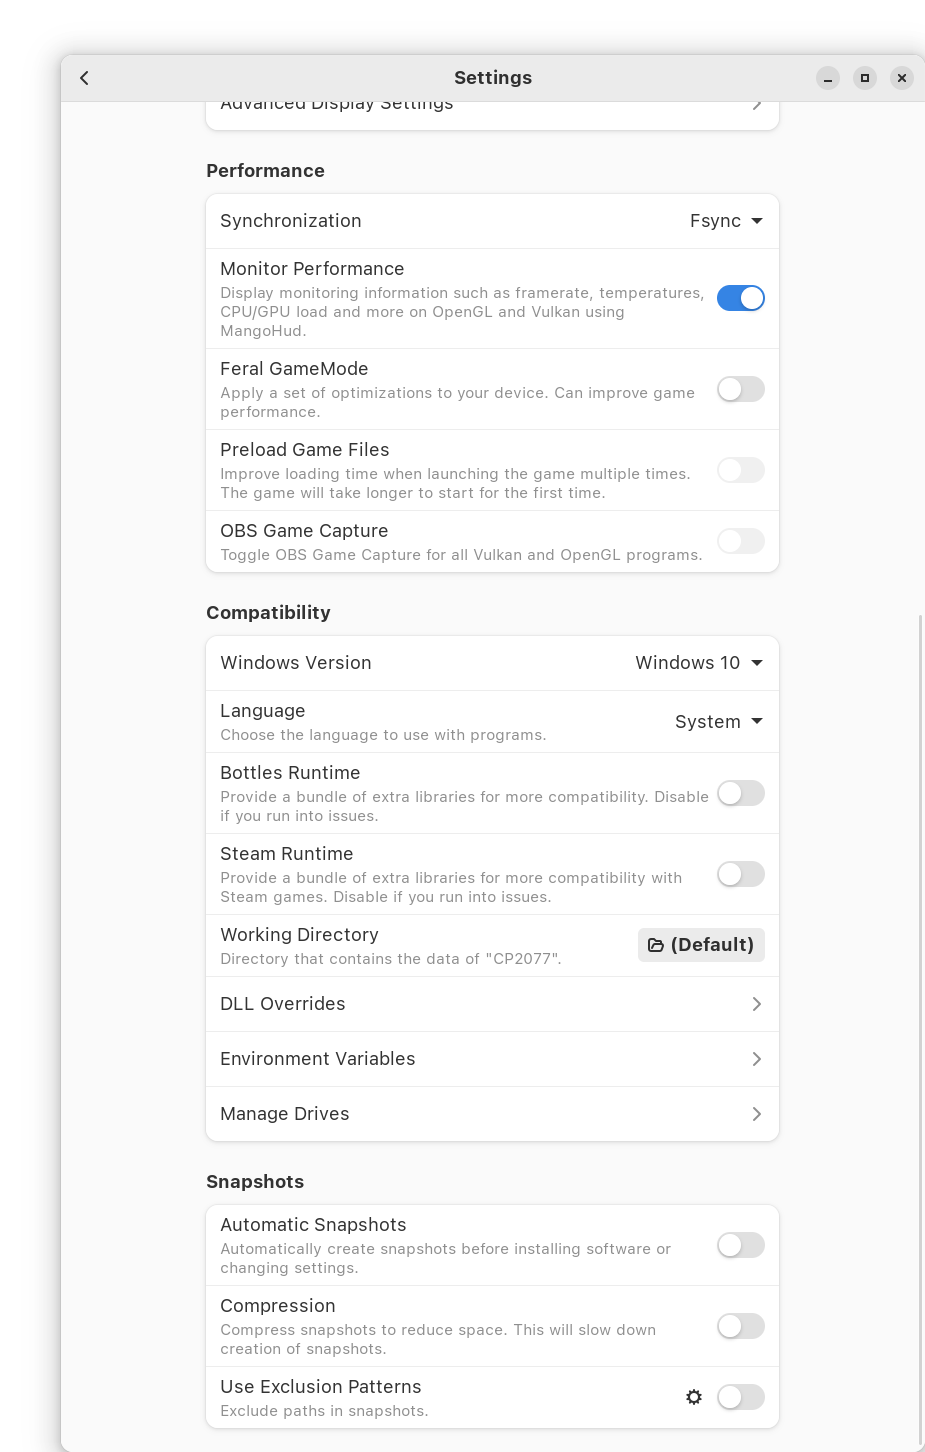 Settings
Advanced Display Settings
Performance
Synchronization
Fsync
Monitor Performance
Display monitoring information such as framerate, temperatures,
CPU/GPU load and more on OpenGL and Vulkan using
MangoHud.
Feral GameMode
Apply a set of optimizations to your device. Can improve game
performance.
Preload Game Files
Improve loading time when launching the game multiple times.
The game will take longer to start for the first time.
OBS Game Capture
Toggle OBS Game Capture for all Vulkan and OpenGL programs.
Compatibility
Windows Version
Windows 10
Language
Choose the language to use with programs.
System
Bottles Runtime
Provide a bundle of extra libraries for more compatibility. Disable
if you run into issues.
Steam Runtime
Provide a bundle of extra libraries for more compatibility with
Steam games. Disable if you run into issues.
Working Directory
Directory that contains the data of "CP2077".
(Default)
DLL Overrides
Environment Variables
Manage Drives
Snapshots
Automatic Snapshots
Automatically create snapshots before installing software or
changing settings.
Compression
Compress snapshots to reduce space. This will slow down
creation of snapshots.
Use Exclusion Patterns
Exclude paths in snapshots.